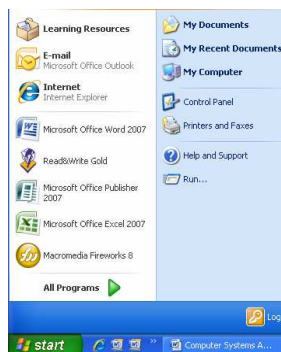 Learning Resources
E-mail
Microsoft Office Outlook
Internet
Internet Explorer
Microsoft Office Word 2007
Read&Write Gold
Microsoft Office Publisher
2007
Microsoft Office Excel 2007
Macromedia Fireworks 8
All Programs
My Documents
My Recent Documents
My Computer
Control Panel
Printers and Faxes
Help and Support
Run...
Log
start
Computer Systems A...